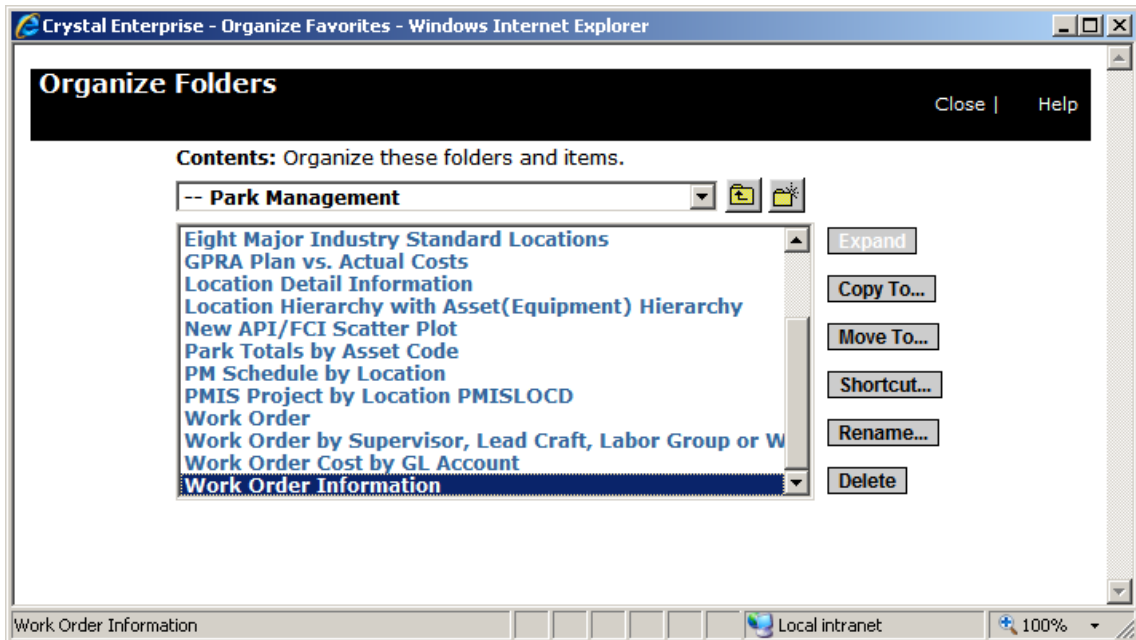 Crystal Enterprise - Organize Favorites - Windows Internet Explorer
Organize Folders
Close |
Help
Contents: Organize these folders and items.
-- Park Management
Eight Major Industry Standard Locations
GPRA Plan vs. Actual Costs
Location Detail Information
Location Hierarchy with Asset(Equipment) Hierarchy
New API/FCI Scatter Plot
Park Totals by Asset Code
PM Schedule by Location
PMIS Project by Location PMISLOCD
Work Order
Work Order by Supervisor, Lead Craft, Labor Group or W
Work Order Cost by GL Account
Work Order Information
Expand
Copy To...
Move To...
Shortcut...
Rename...
Delete
Work Order Information
Local intranet
100%